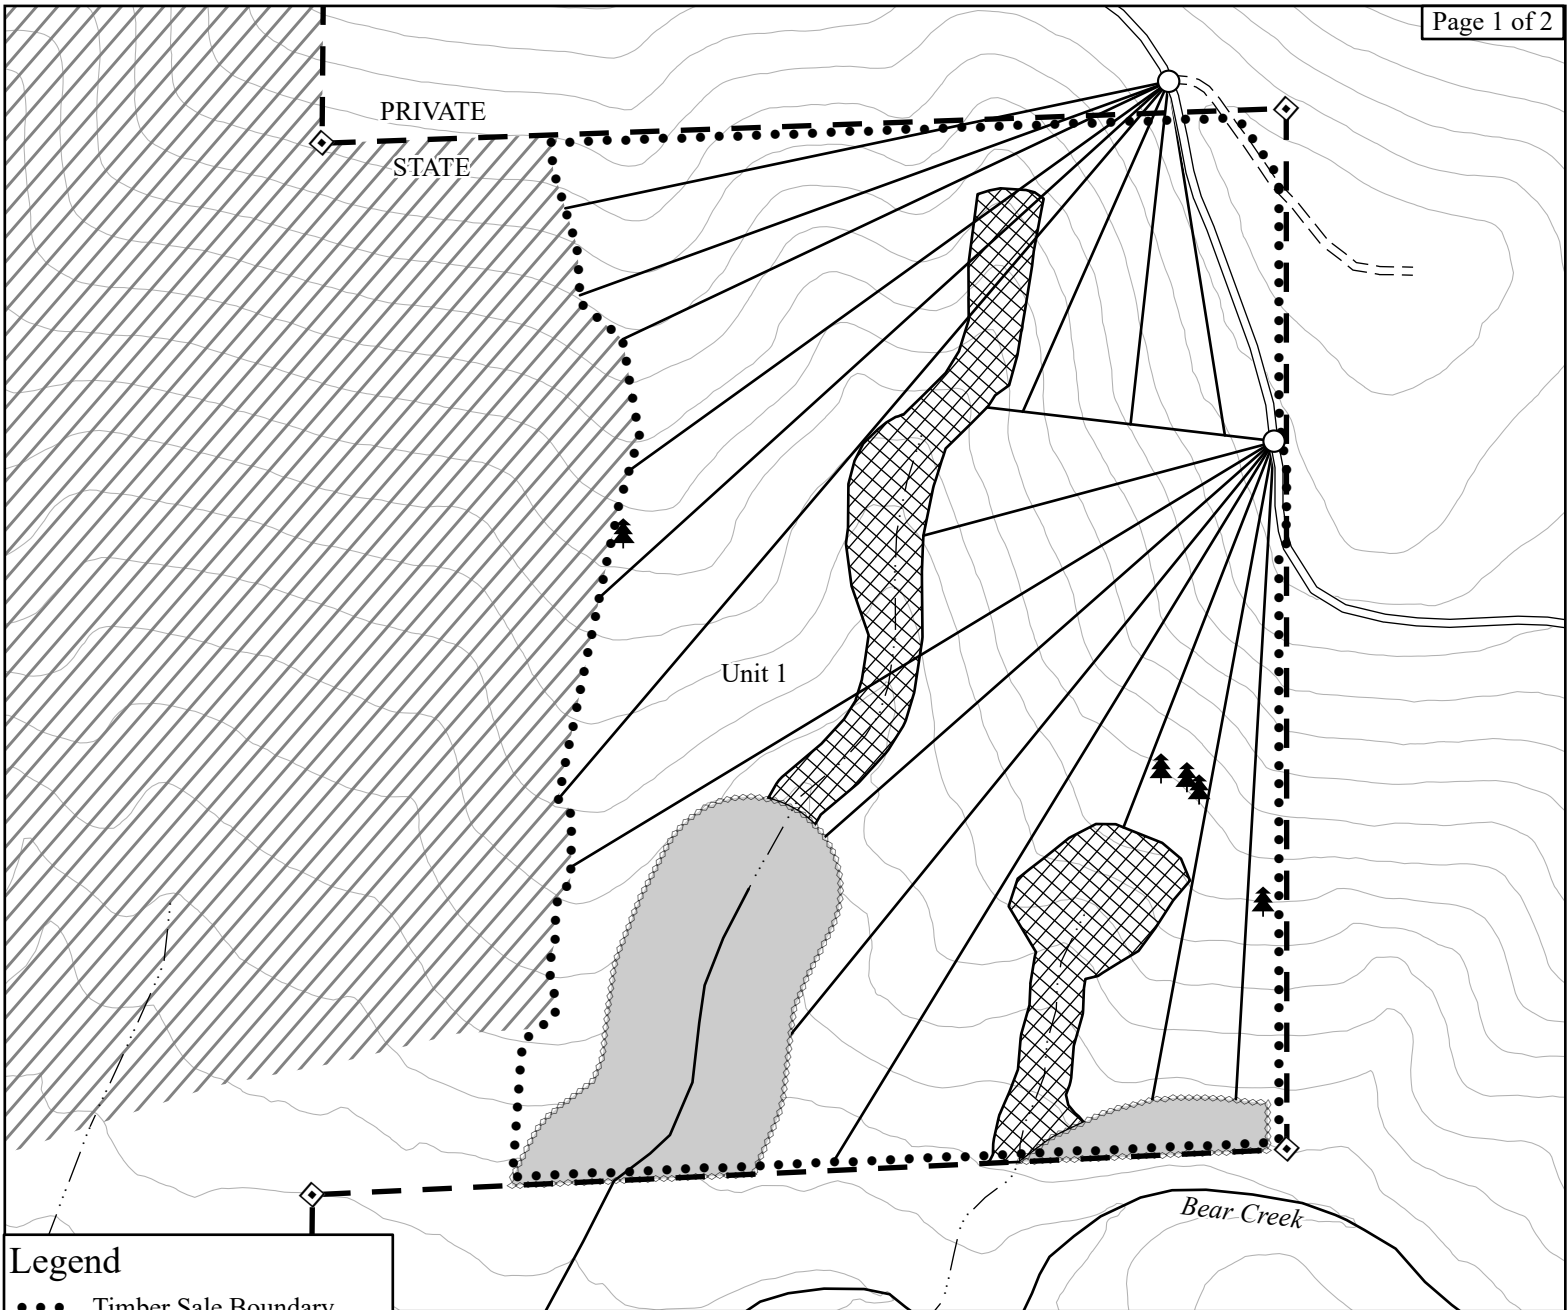 Page 1 of 2
PRIVATE
STATE
Unit 1
Bear Creek
Legend
Timber Sale Boundary